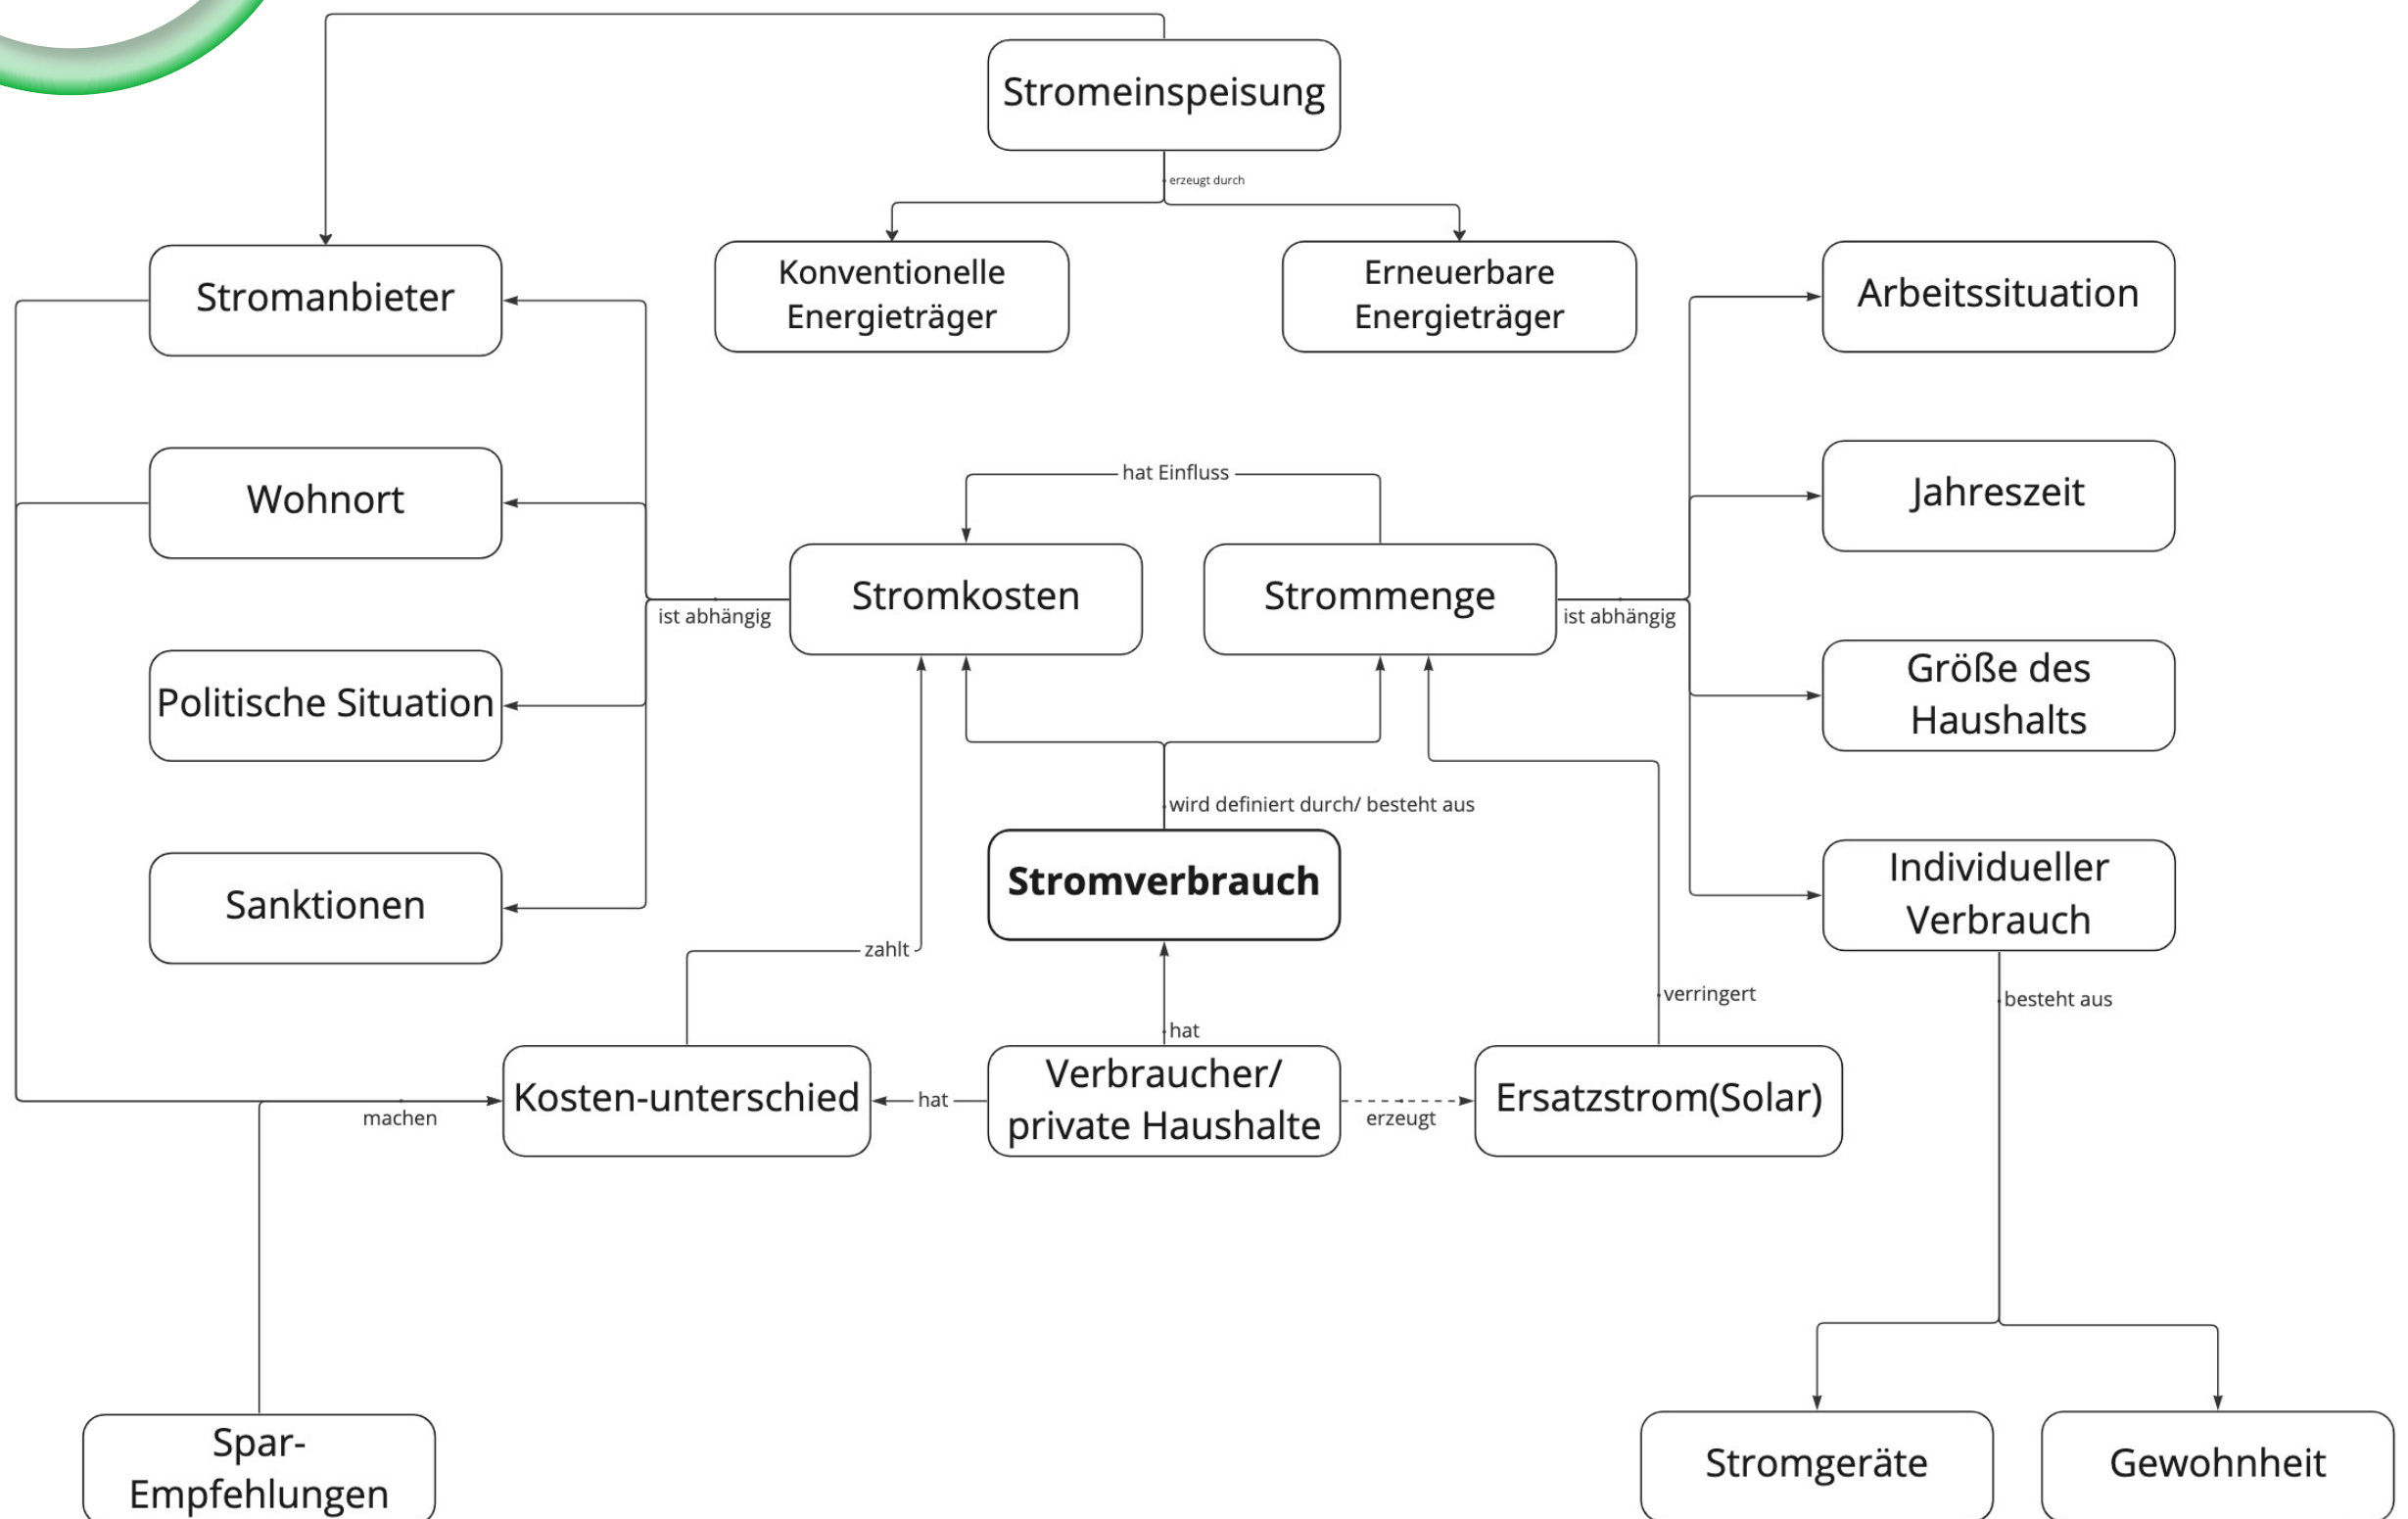 Stromeinspeisung
erzeugt durch
Stromanbieter
Konventionelle
Energieträger
Erneuerbare
Energieträger
Arbeitssituation
Wohnort
hat Einfluss
Jahreszeit
Stromkosten
Strommenge
ist abhängig
ist abhängig
Politische Situation
Größe des
Haushalts
wird definiert durch/ besteht aus
Sanktionen
Stromverbrauch
Individueller
Verbrauch
zahlt
verringert
besteht aus
hat
machen
Kosten-unterschied
hat
Verbraucher/
private Haushalte
erzeugt
Ersatzstrom(Solar)
Spar-
Empfehlungen
Stromgeräte
Gewohnheit